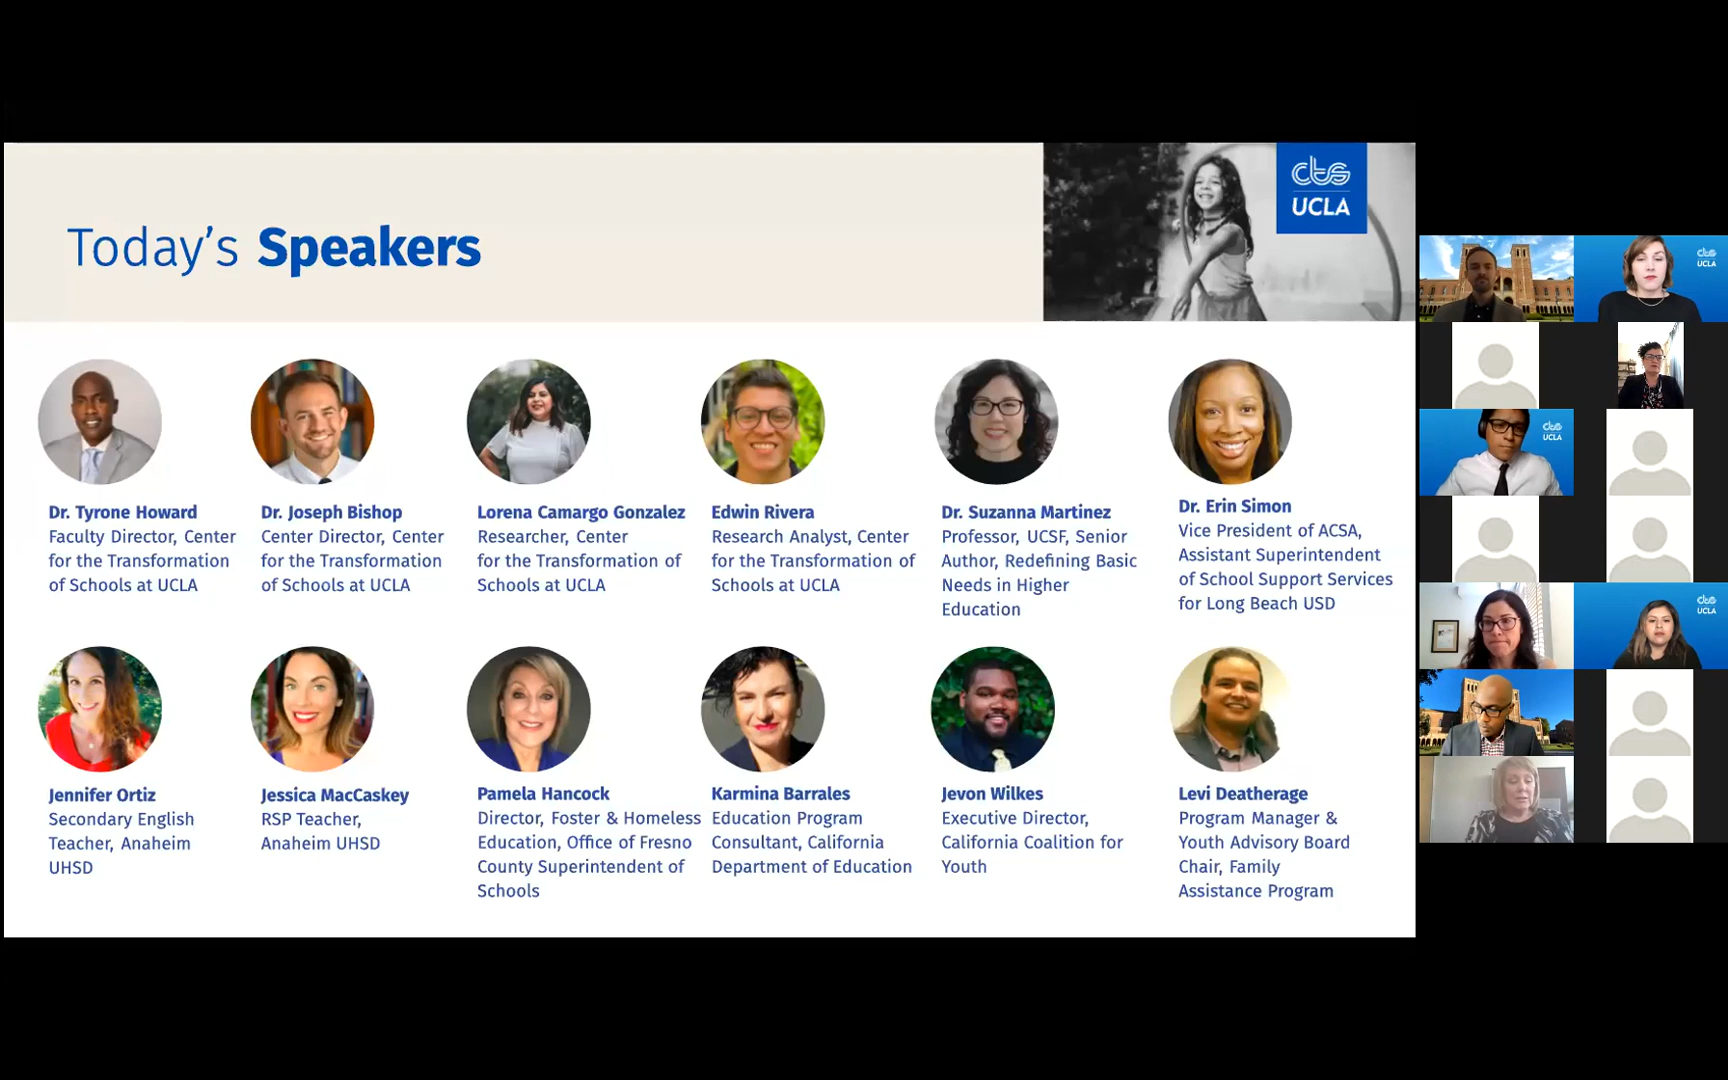 Today's Speakers
cts
UCLA
Dr. Tyrone Howard
Faculty Director, Center
for the Transformation
of Schools at UCLA
Dr. Joseph Bishop
Center Director, Center
for the Transformation
of Schools at UCLA
Lorena Camargo Gonzalez
Researcher, Center
for the Transformation of
Schools at UCLA
Edwin Rivera
Research Analyst, Center
for the Transformation of
Schools at UCLA
Dr. Suzanna Martinez
Professor, UCSF, Senior
Author, Redefining Basic
Needs in Higher
Education
Dr. Erin Simon
Vice President of ACSA,
Assistant Superintendent
of School Support Services
for Long Beach USD
Jennifer Ortiz
Secondary English
Teacher, Anaheim
UHSD
Jessica MacCaskey
RSP Teacher,
Anaheim UHSD
Pamela Hancock
Director, Foster & Homeless
Education, Office of Fresno
County Superintendent of
Schools
Karmina Barrales
Education Program
Consultant, California
Department of Education
Jevon Wilkes
Executive Director,
California Coalition for
Youth
Levi Deatherage
Program Manager &
Youth Advisory Board
Chair, Family
Assistance Program
cts
UCLA
cts
UCLA
cts
UCLA